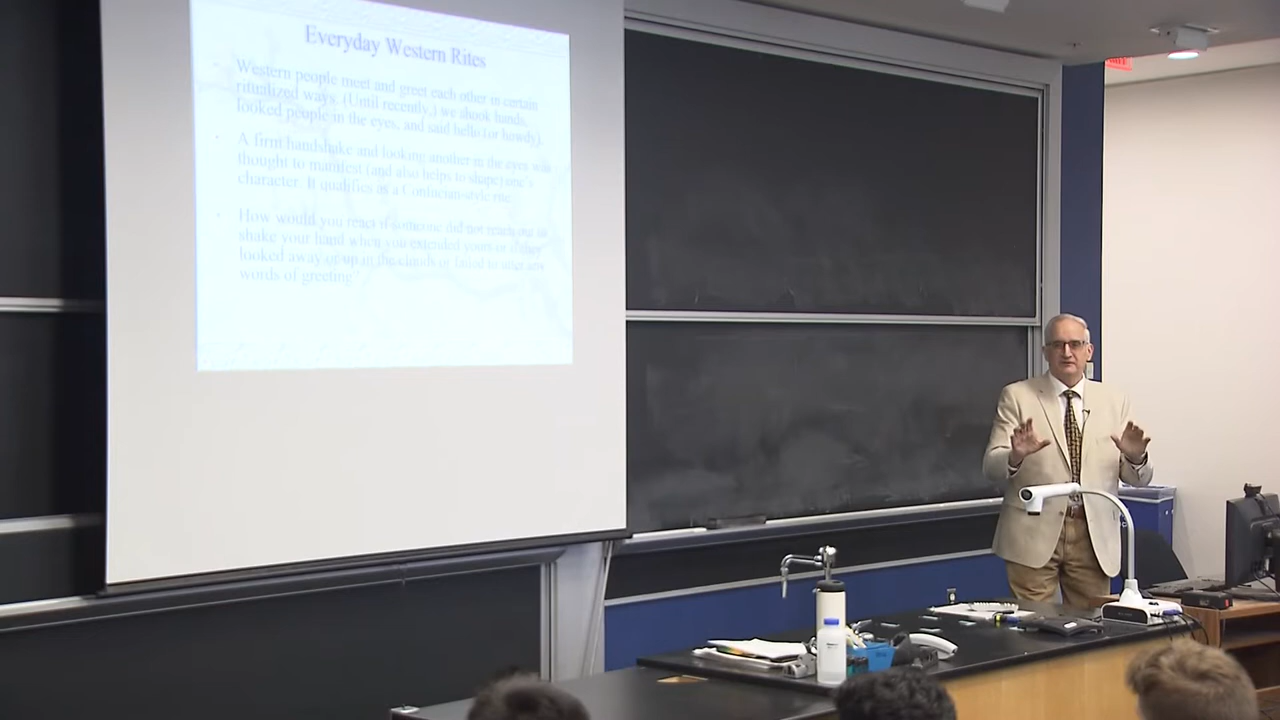 Everyday Western Rites
Western people meet and greet each other in certain
ritualized ways. (Until recently,) we shook hands,
looked people in the eyes, and said hello (or howdy).
A firm handshake and looking another in the eyes was
thought to manifest (and also helps to shape) one's
character. It qualifies as a Confucian-style rite.
How would you react if someone did not reach out to
shake your hand when you extended yours or if they
looked away or up in the clouds or failed to utter any
words of greeting?